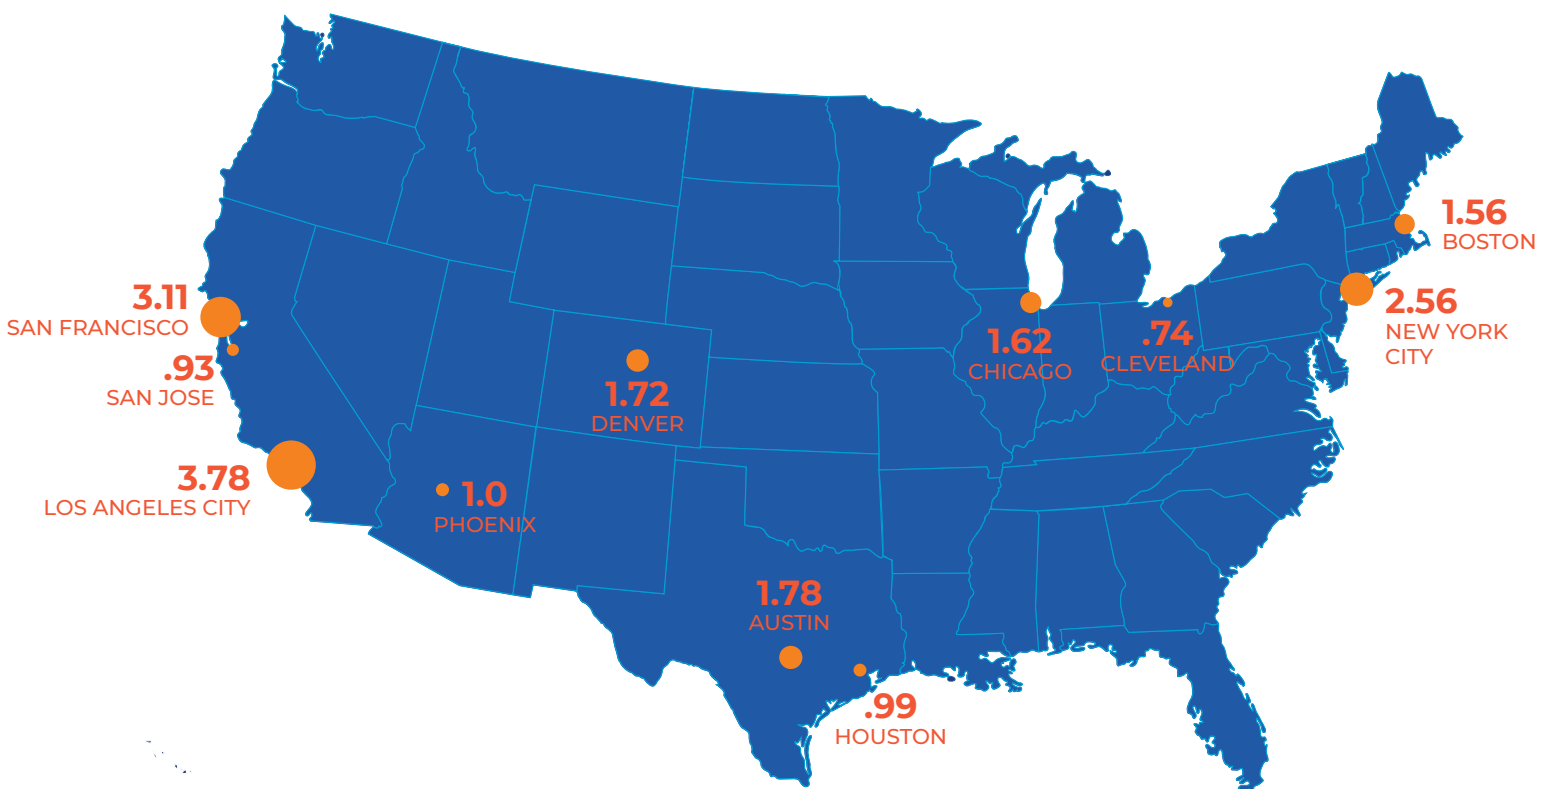 1.56
BOSTON
3.11
SAN FRANCISCO
2.56
NEW YORK
CITY
1.62
CHICAGO
.74
CLEVELAND
.93
SAN JOSE
1.72
DENVER
3.78
LOS ANGELES CITY
1.0
PHOENIX
1.78
AUSTIN
.99
HOUSTON